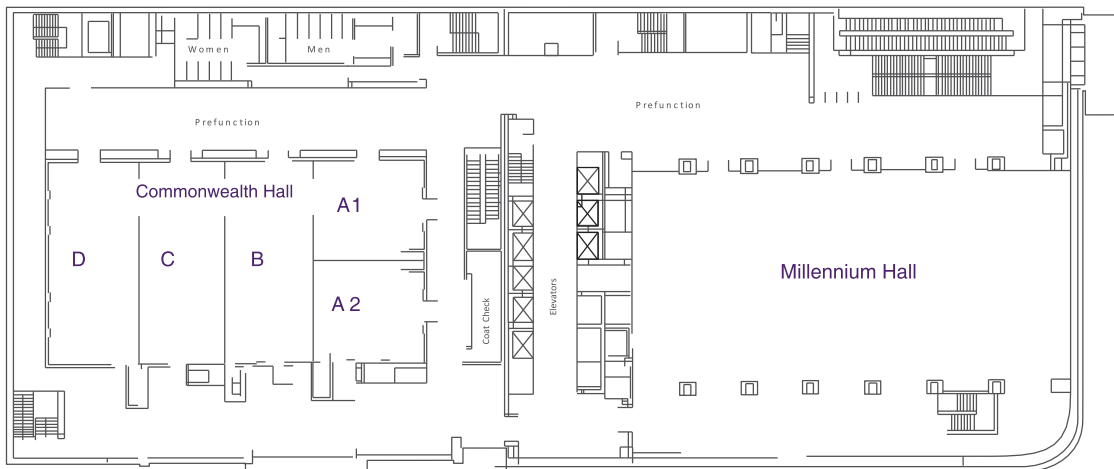 Women
Men
Prefunction
Prefunction
Commonwealth Hall
A1
D
C
B
A 2
Coat Check
Elevators
Millennium Hall